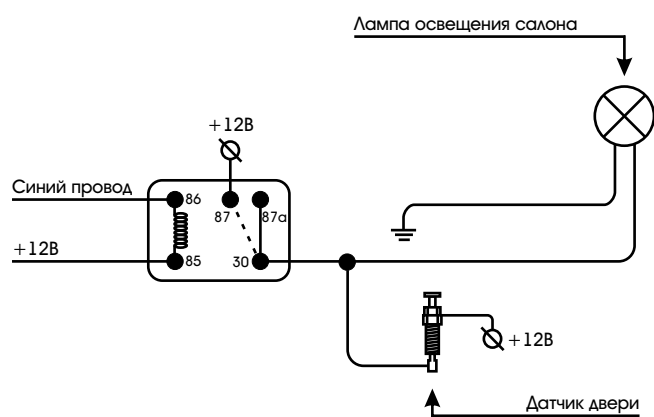 Лампа освещения салона
+12В
Синий провод
86
87
87а
+12В
85
30
+12В
Датчик двери